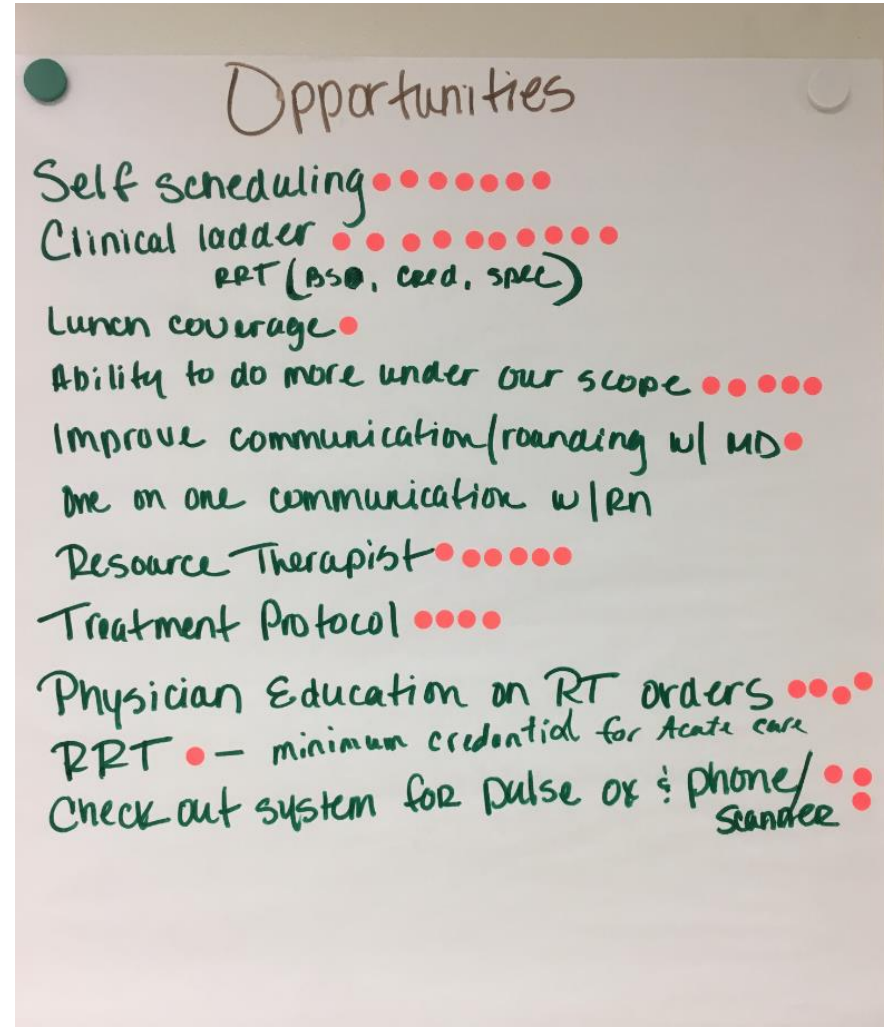 Opportunities
Self scheduling
Clinical ladder
RRT (BS, cred, spec)
Lunch coverage
Ability to do more under our scope
Improve communication/rounding w/ MD
One on one communication w/RN
Resource Therapist
Treatment Protocol
Physician Education on RT orders
RRT — minimum credential for Acute care
Check out system for pulse ox & phone/
scanner